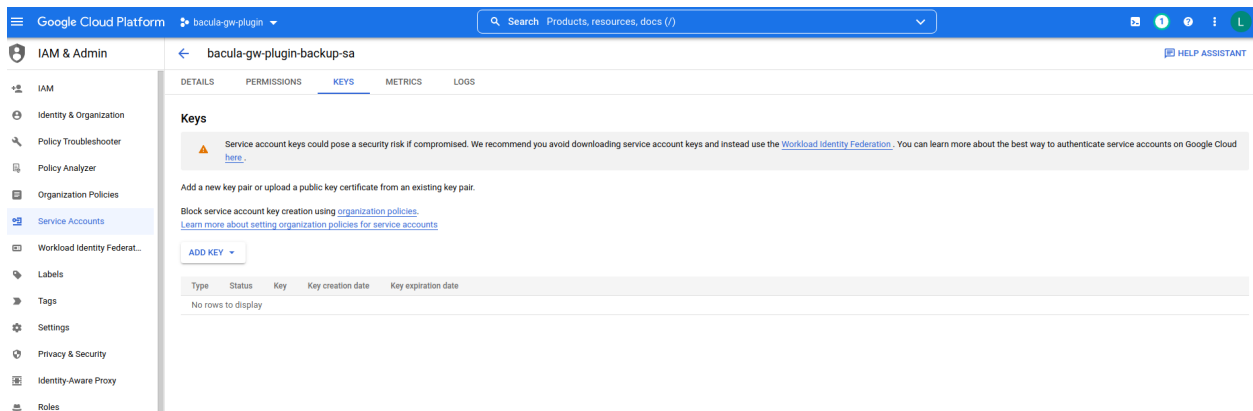 Google Cloud Platform bacula-gw-plugin Search Products, resources, docs (/) 1 ? L
IAM & Admin
bacula-gw-plugin-backup-sa
HELP ASSISTANT
DETAILS PERMISSIONS KEYS METRICS LOGS
IAM
Identity & Organization
Policy Troubleshooter
Policy Analyzer
Organization Policies
Service Accounts
Workload Identity Federat...
Labels
Tags
Settings
Privacy & Security
Identity-Aware Proxy
Roles
Keys
Service account keys could pose a security risk if compromised. We recommend you avoid downloading service account keys and instead use the Workload Identity Federation . You can learn more about the best way to authenticate service accounts on Google Cloud
here .
Add a new key pair or upload a public key certificate from an existing key pair.
Block service account key creation using organization policies.
Learn more about setting organization policies for service accounts
ADD KEY
Type Status Key Key creation date Key expiration date
No rows to display